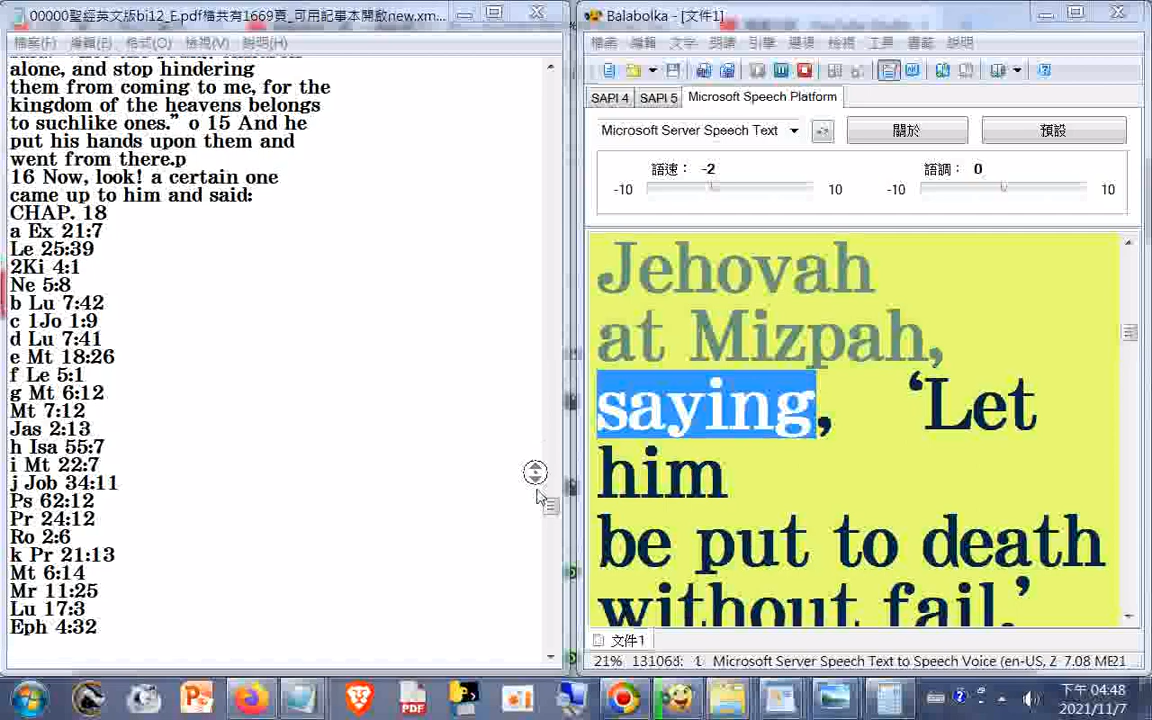 00000聖經英文版bi12_E.pdf檔共有1669頁_可用記事本開啟new.xm...
檔案(F) 編輯(E) 格式(O) 檢視(V) 說明(H)
alone, and stop hindering
them from coming to me, for the
kingdom of the heavens belongs
to suchlike ones.” o 15 And he
put his hands upon them and
went from there.p
16 Now, look! a certain one
came up to him and said:
CHAP. 18
a Ex 21:7
Le 25:39
2Ki 4:1
Ne 5:8
b Lu 7:42
c 1Jo 1:9
d Lu 7:41
e Mt 18:26
f Le 5:1
g Mt 6:12
Mt 7:12
Jas 2:13
h Isa 55:7
i Mt 22:7
j Job 34:11
Ps 62:12
Pr 24:12
Ro 2:6
k Pr 21:13
Mt 6:14
Mr 11:25
Lu 17:3
Eph 4:32
Balabolka - [文件1]
檔案 編輯 文字 朗讀 引擎 選項 檢視 工具 書籤 說明
SAPI 4 SAPI 5 Microsoft Speech Platform
Microsoft Server Speech Text 關於 預設
語速： -2 語調： 0
-10 10 -10 10
Jehovah
at Mizpah,
saying, ‘Let
him
be put to death
without fail.’
文件1
21% 13106 1 Microsoft Server Speech Text to Speech Voice (en-US, Z 7.08 ME21
PDF
下午 04:48
2021/11/7